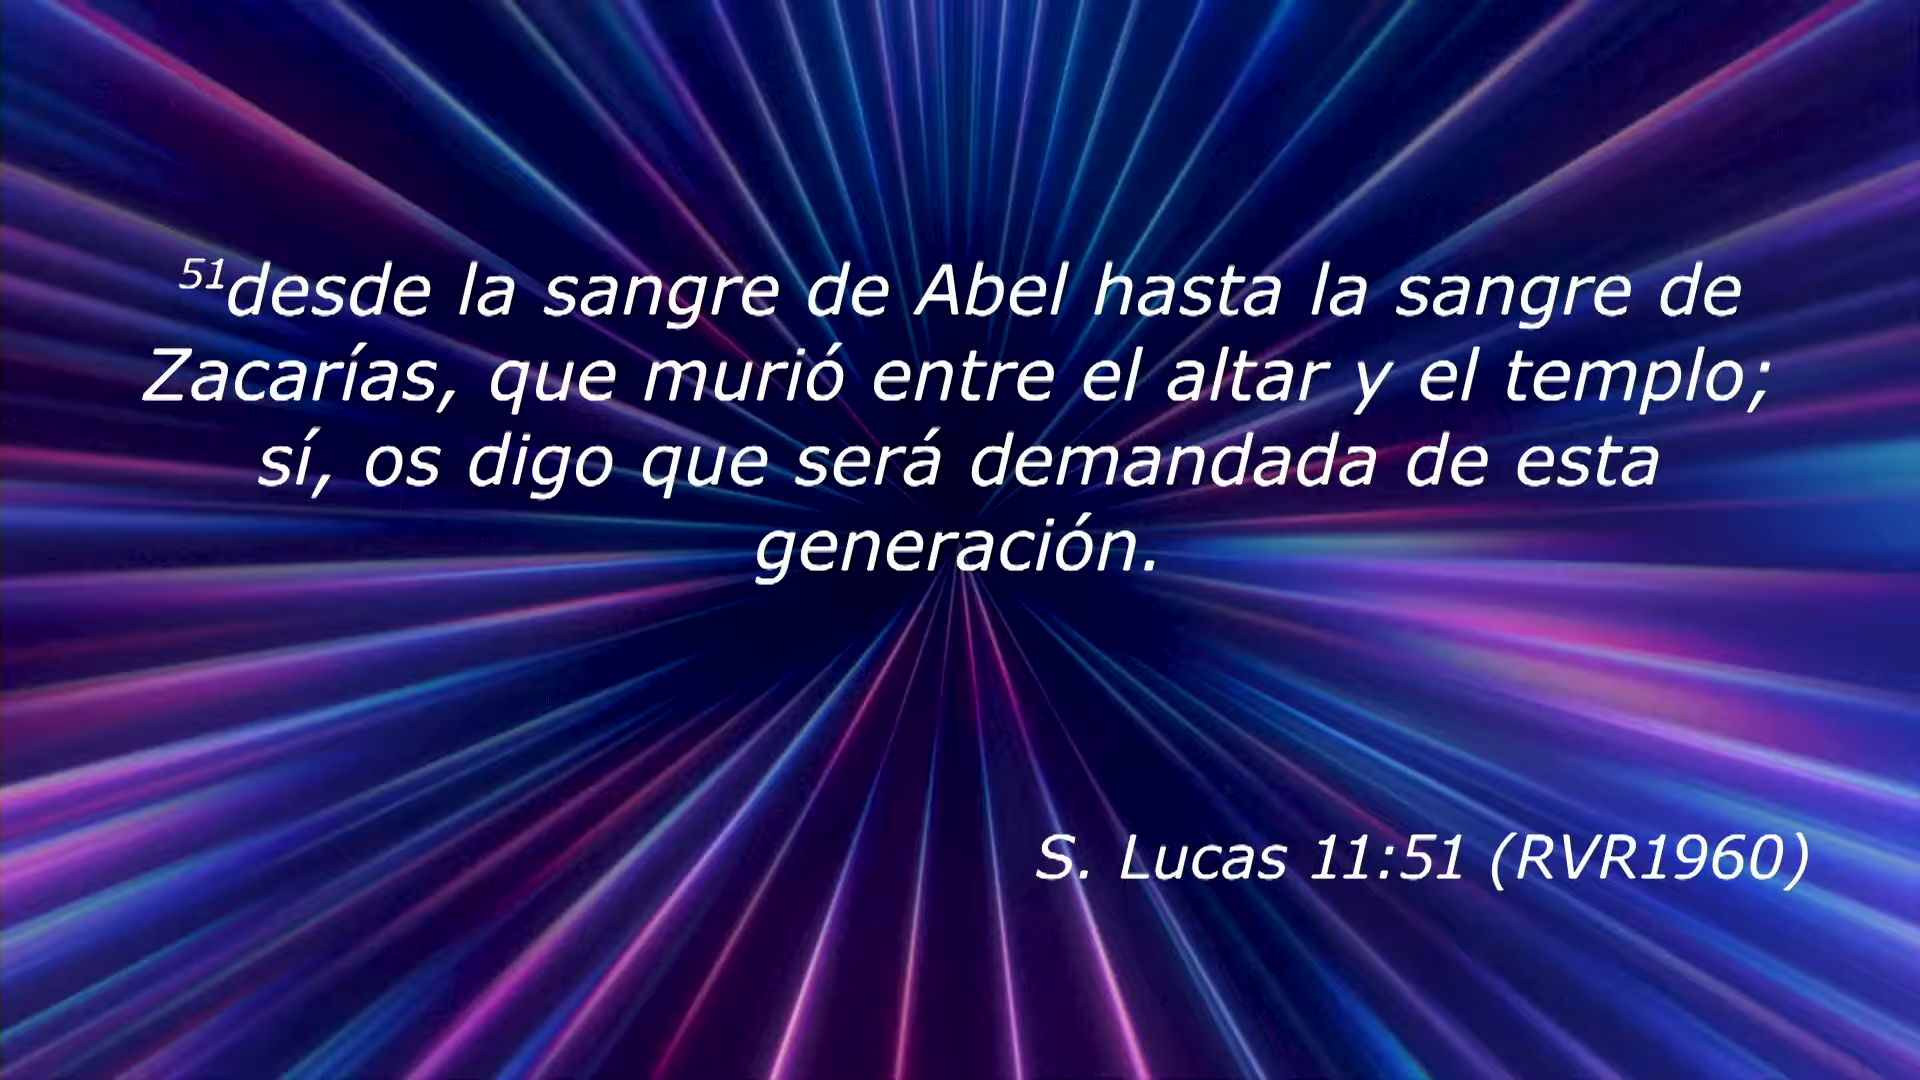 51desde la sangre de Abel hasta la sangre de
Zacarías, que murió entre el altar y el templo;
sí, os digo que será demandada de esta
generación.
S. Lucas 11:51 (RVR1960)